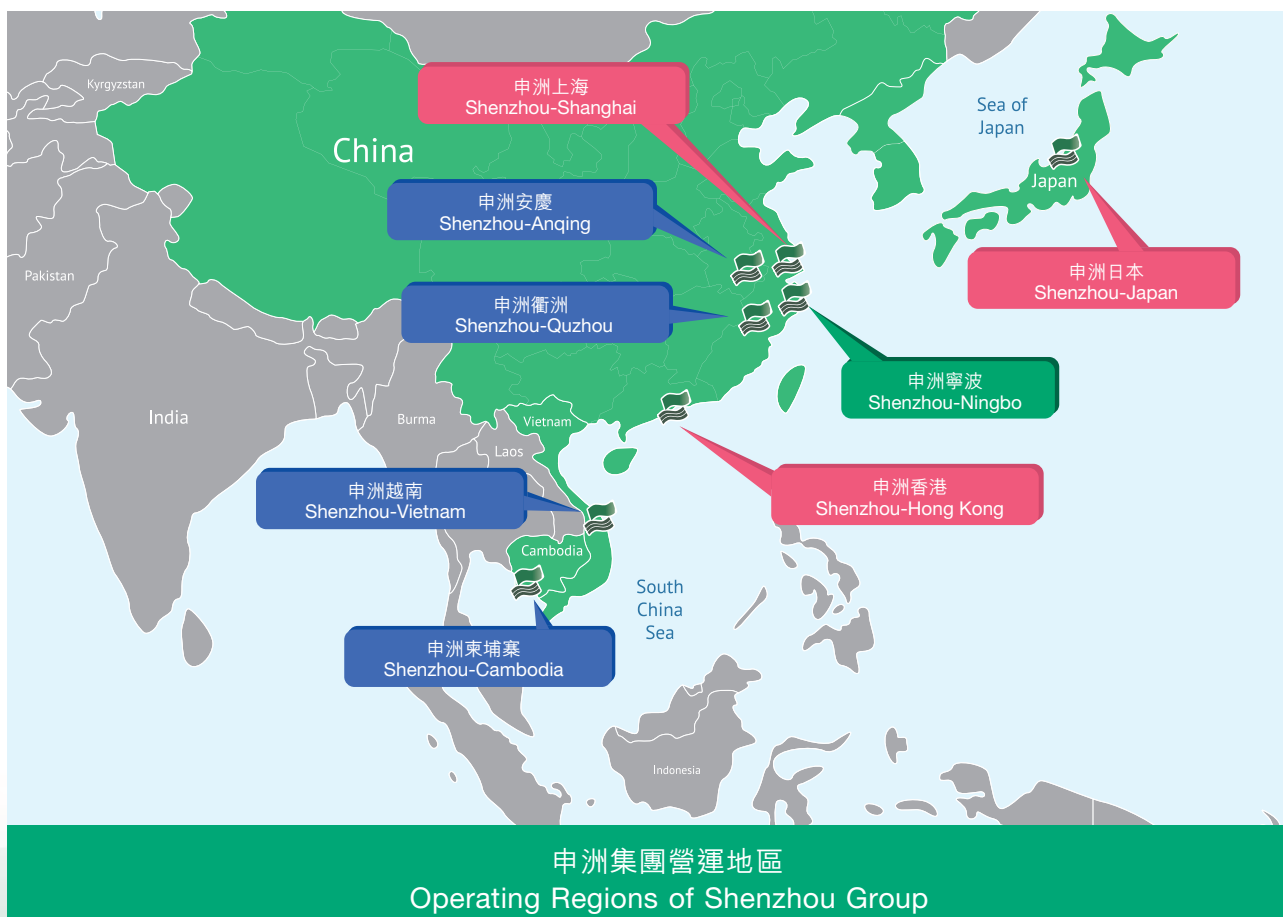 Kyrgyzstan
申洲上海
Shenzhou-Shanghai
Sea of
Japan
China
Japan
申洲安慶
Shenzhou-Anqing
Pakistan
申洲日本
Shenzhou-Japan
申洲衢洲
Shenzhou-Quzhou
申洲寧波
Shenzhou-Ningbo
India
Burma
Vietnam
Laos
申洲越南
Shenzhou-Vietnam
申洲香港
Shenzhou-Hong Kong
Cambodia
South
China
Sea
申洲柬埔寨
Shenzhou-Cambodia
Indonesia
申洲集團營運地區
Operating Regions of Shenzhou Group